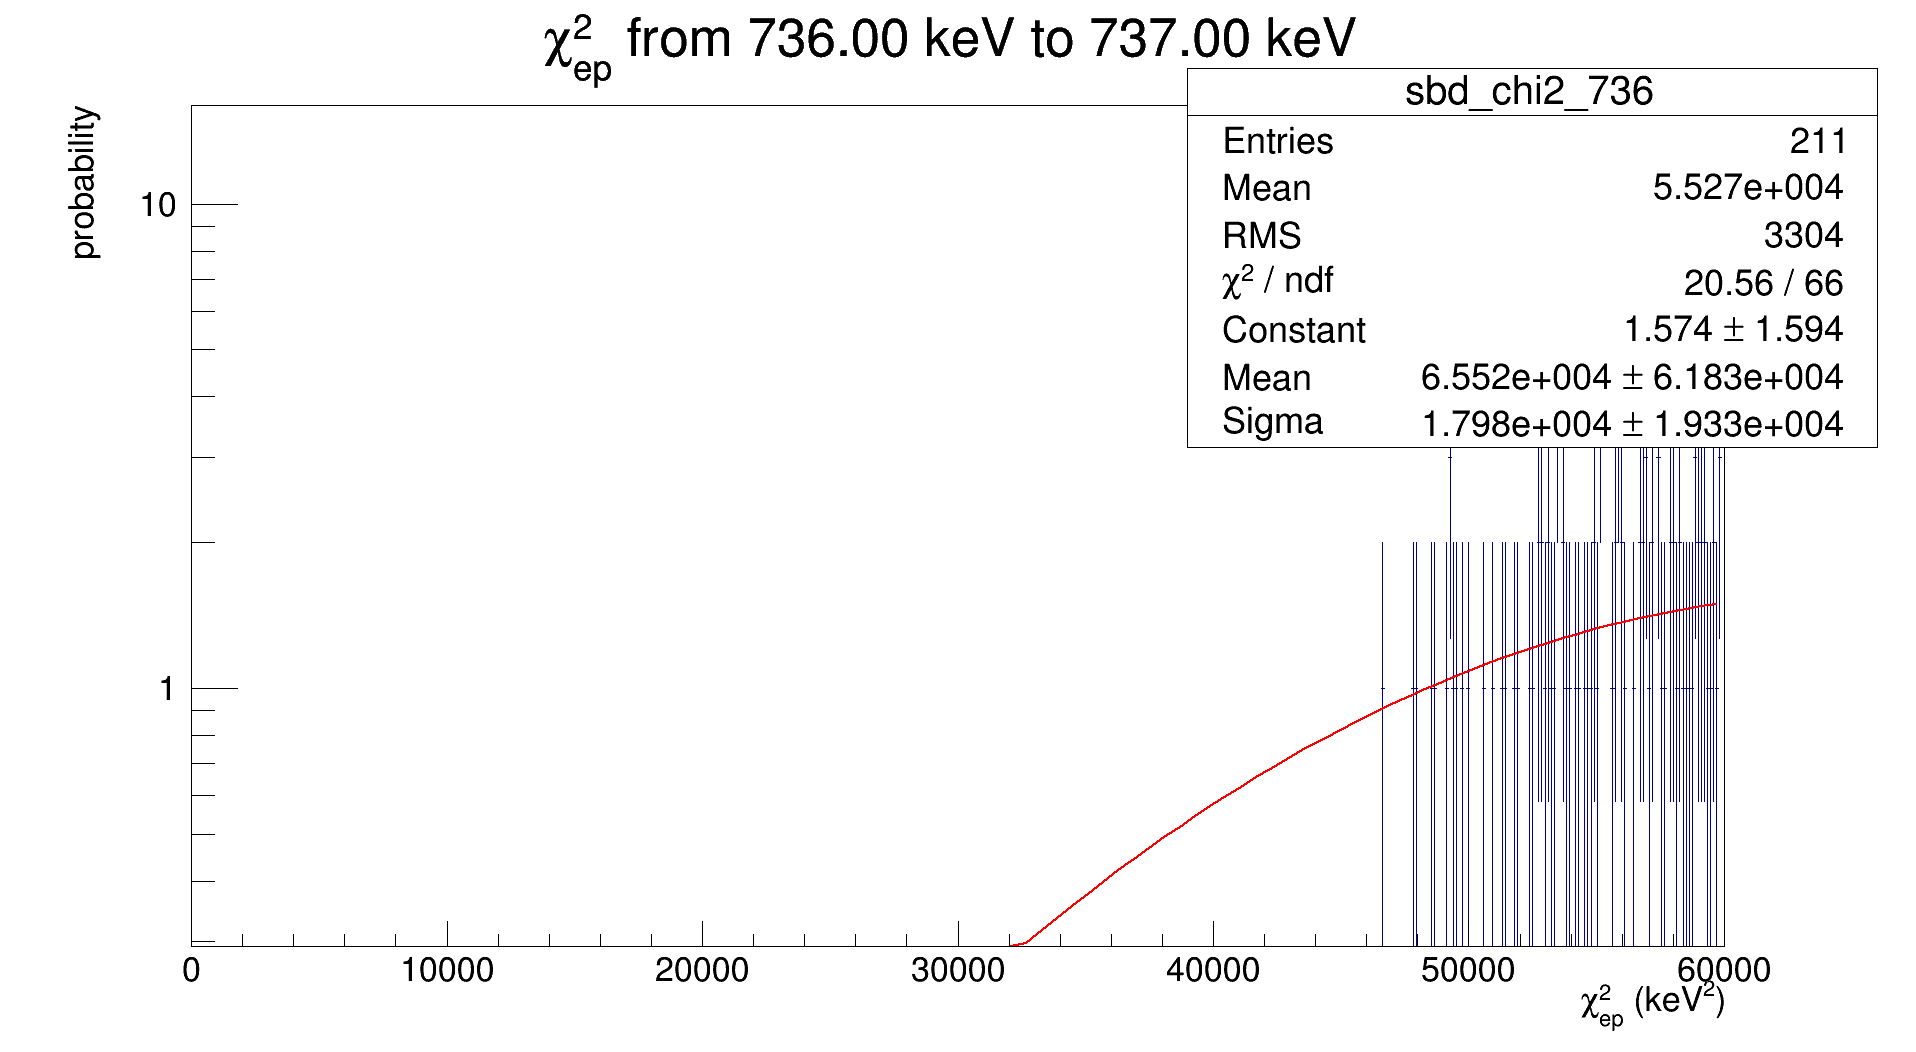 χ²ep from 736.00 keV to 737.00 keV
sbd_chi2_736
Entries 211
Mean 5.527e+004
RMS 3304
χ² / ndf 20.56 / 66
Constant 1.574 ± 1.594
Mean 6.552e+004 ± 6.183e+004
Sigma 1.798e+004 ± 1.933e+004
probability
10
1
0 10000 20000 30000 40000 50000 60000
χ²ep (keV²)